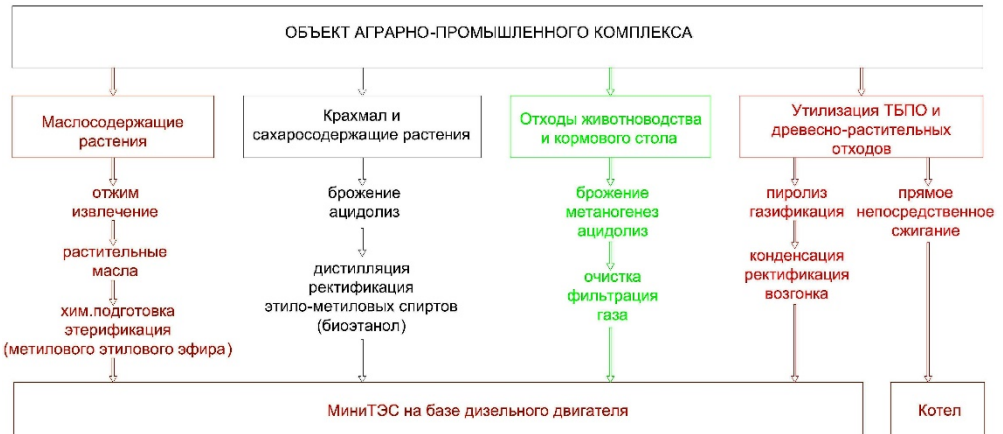 ОБЪЕКТ АГРАРНО-ПРОМЫШЛЕННОГО КОМПЛЕКСА
Маслосодержащие
растения
Крахмал и
сахаросодержащие растения
Отходы животноводства
и кормового стола
Утилизация ТБПО и
древесно-растительных
отходов
отжим
извлечение
растительные
масла
хим.подготовка
этерификация
(метилового этилового эфира)
брожение
ацидолиз
дистилляция
ректификация
этило-метиловых спиртов
(биоэтанол)
брожение
метаногенез
ацидолиз
очистка
фильтрация
газа
пиролиз
газификация
конденсация
ректификация
возгонка
прямое
непосредственное
сжигание
МиниТЭС на базе дизельного двигателя
Котел